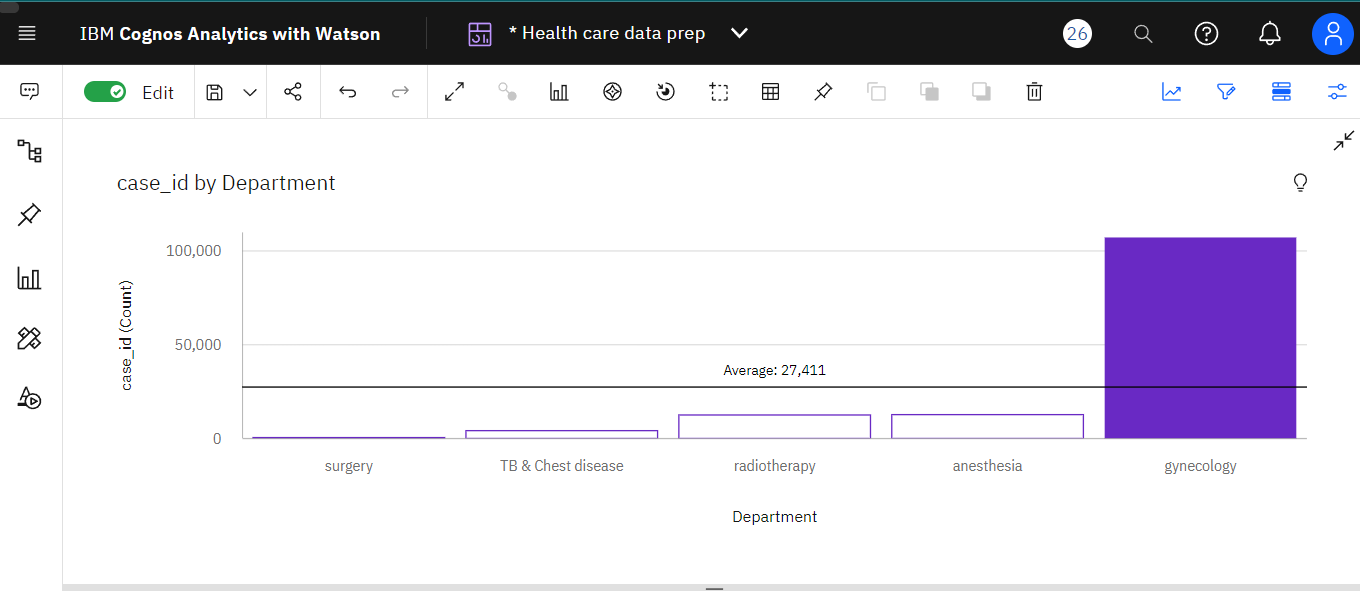 IBM Cognos Analytics with Watson
* Health care data prep
26
Edit
case_id by Department
100,000
50,000
0
case_id (Count)
Average: 27,411
surgery
TB & Chest disease
radiotherapy
anesthesia
gynecology
Department